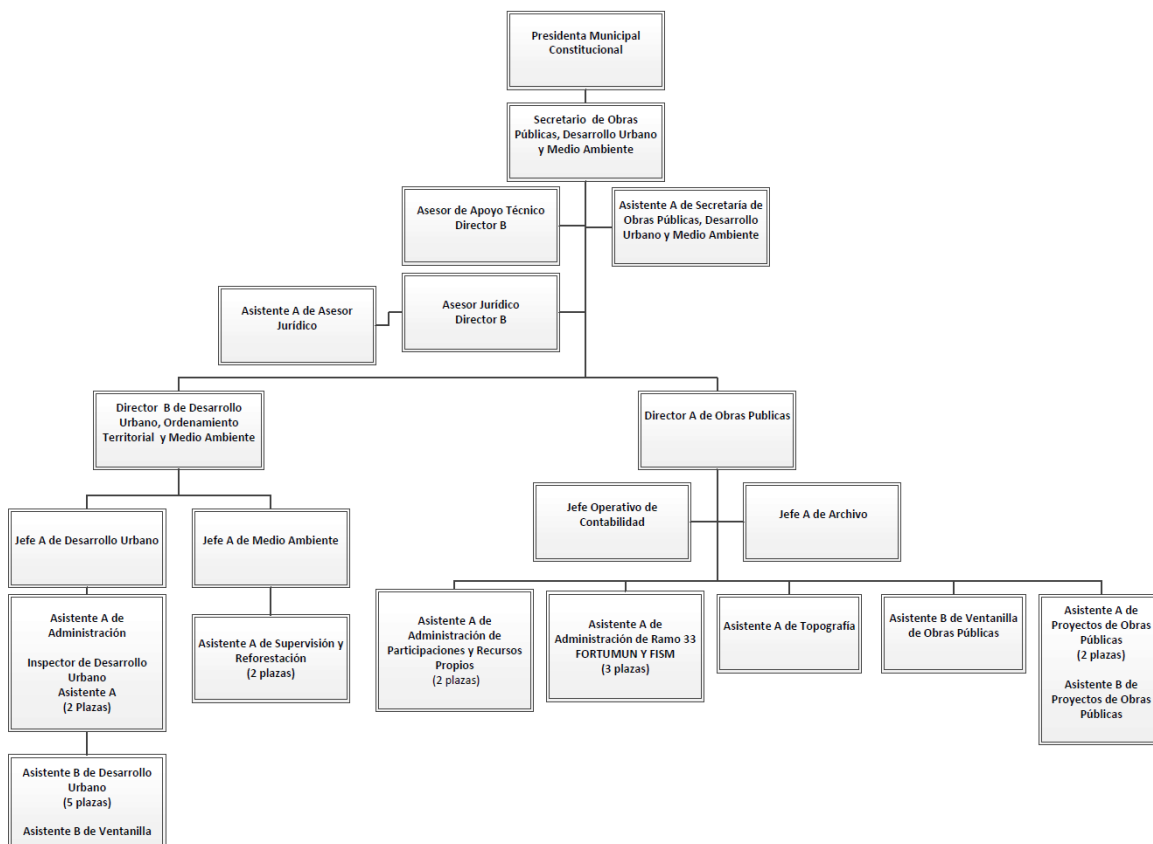 Presidenta Municipal
Constitucional
Secretario de Obras
Públicas, Desarrollo Urbano
y Medio Ambiente
Asesor de Apoyo Técnico
Director B
Asistente A de Secretaría de
Obras Públicas, Desarrollo
Urbano y Medio Ambiente
Asistente A de Asesor
Jurídico
Asesor Jurídico
Director B
Director B de Desarrollo
Urbano, Ordenamiento
Territorial y Medio Ambiente
Director A de Obras Publicas
Jefe Operativo de
Contabilidad
Jefe A de Archivo
Jefe A de Desarrollo Urbano
Jefe A de Medio Ambiente
Asistente A de
Administración
Inspector de Desarrollo
Urbano
Asistente A
(2 Plazas)
Asistente A de Supervisión y
Reforestación
(2 plazas)
Asistente A de
Administración de
Participaciones y Recursos
Propios
(2 plazas)
Asistente A de
Administración de Ramo 33
FORTUMUN Y FISM
(3 plazas)
Asistente A de Topografía
Asistente B de Ventanilla
de Obras Públicas
Asistente A de
Proyectos de Obras
Públicas
(2 plazas)
Asistente B de
Proyectos de Obras
Públicas
Asistente B de Desarrollo
Urbano
(5 plazas)
Asistente B de Ventanilla